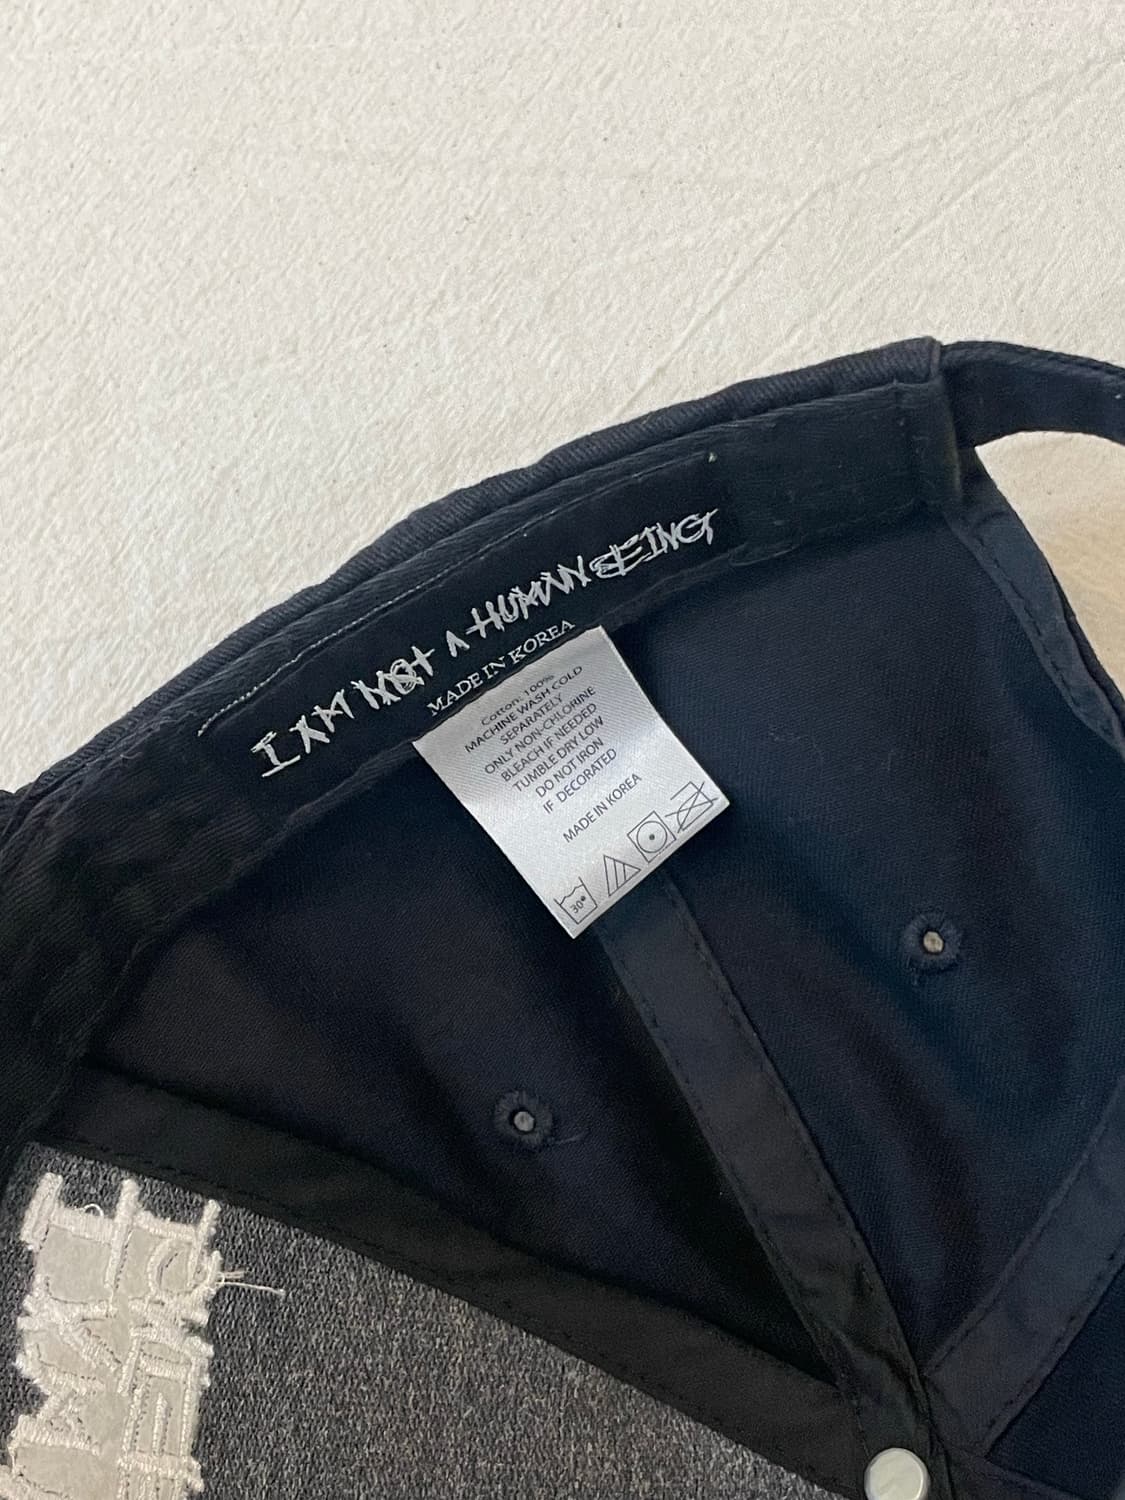 I AM NOT A HUMAN BEING
MADE IN KOREA
Cotton: 100%
MACHINE WASH COLD
SEPARATELY
ONLY NON-CHLORINE
BLEACH IF NEEDED
TUMBLE DRY LOW
DO NOT IRON
IF DECORATED
MADE IN KOREA
30°